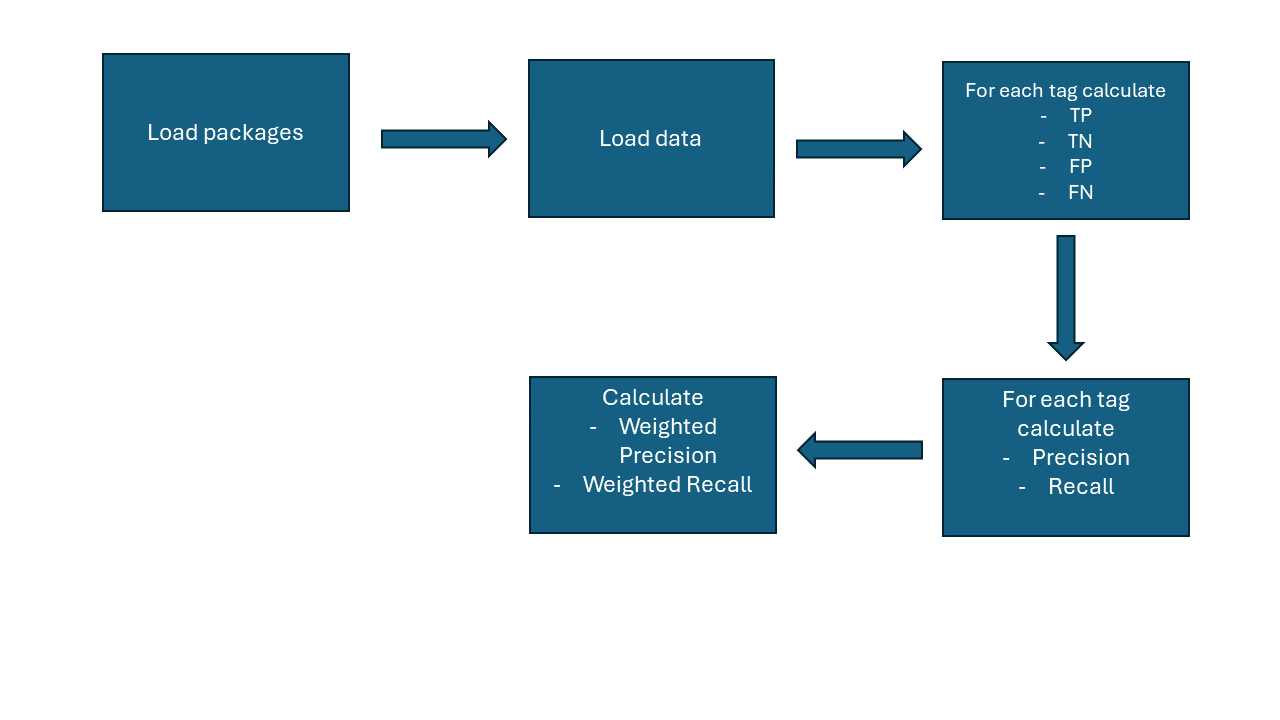 Load packages
Load data
For each tag calculate
- TP
- TN
- FP
- FN
Calculate
- Weighted
Precision
- Weighted Recall
For each tag
calculate
- Precision
- Recall